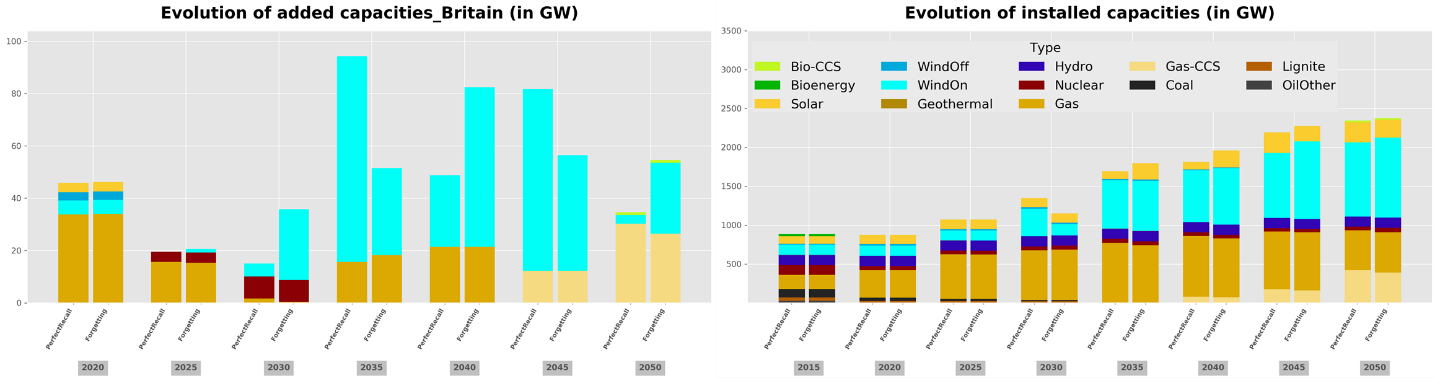 Evolution of added capacities_Britain (in GW)
100
80
60
40
20
0
PerfectRecall Forgetting PerfectRecall Forgetting PerfectRecall Forgetting PerfectRecall Forgetting PerfectRecall Forgetting PerfectRecall Forgetting PerfectRecall Forgetting
2020 2025 2030 2035 2040 2045 2050
Evolution of installed capacities (in GW)
3500
3000
2500
2000
1500
1000
500
Type
Bio-CCS WindOff Hydro Gas-CCS Lignite
Bioenergy WindOn Nuclear Coal OilOther
Solar Geothermal Gas
PerfectRecall Forgetting PerfectRecall Forgetting PerfectRecall Forgetting PerfectRecall Forgetting PerfectRecall Forgetting PerfectRecall Forgetting PerfectRecall Forgetting PerfectRecall Forgetting
2015 2020 2025 2030 2035 2040 2045 2050